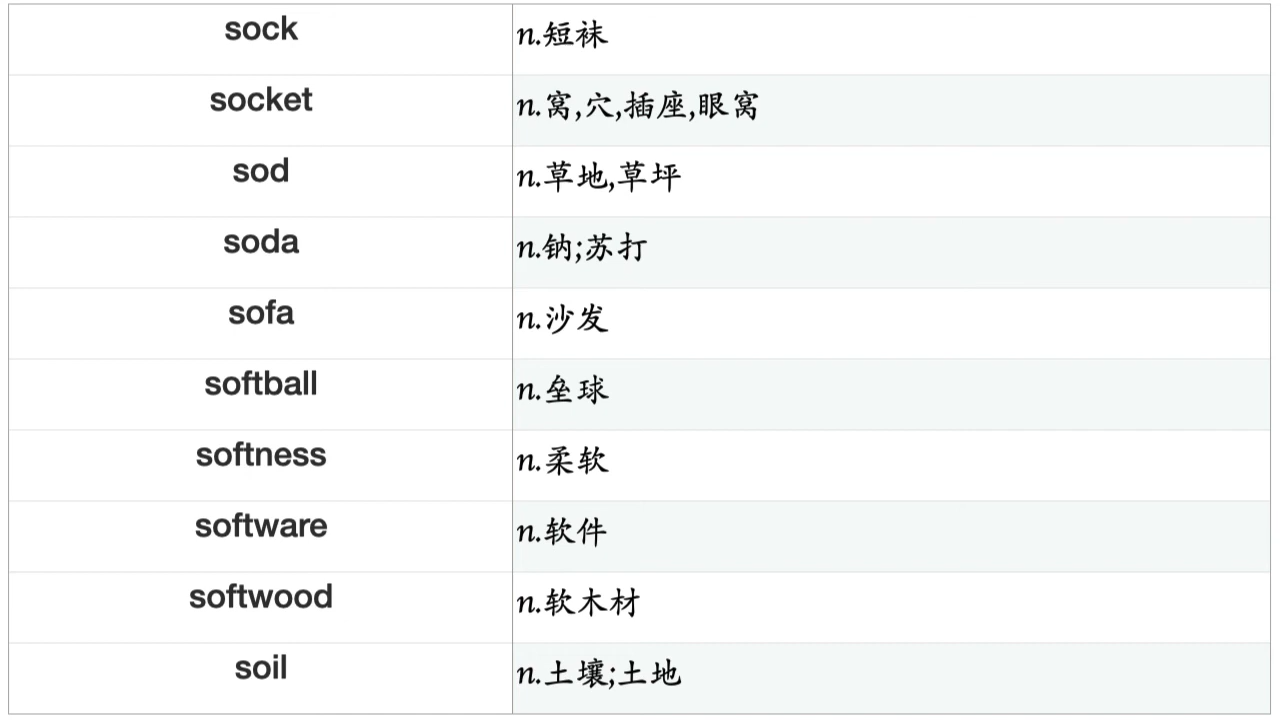 sock n.短袜
socket n.窝,穴,插座,眼窝
sod n.草地,草坪
soda n.钠;苏打
sofa n.沙发
softball n.垒球
softness n.柔软
software n.软件
softwood n.软木材
soil n.土壤;土地